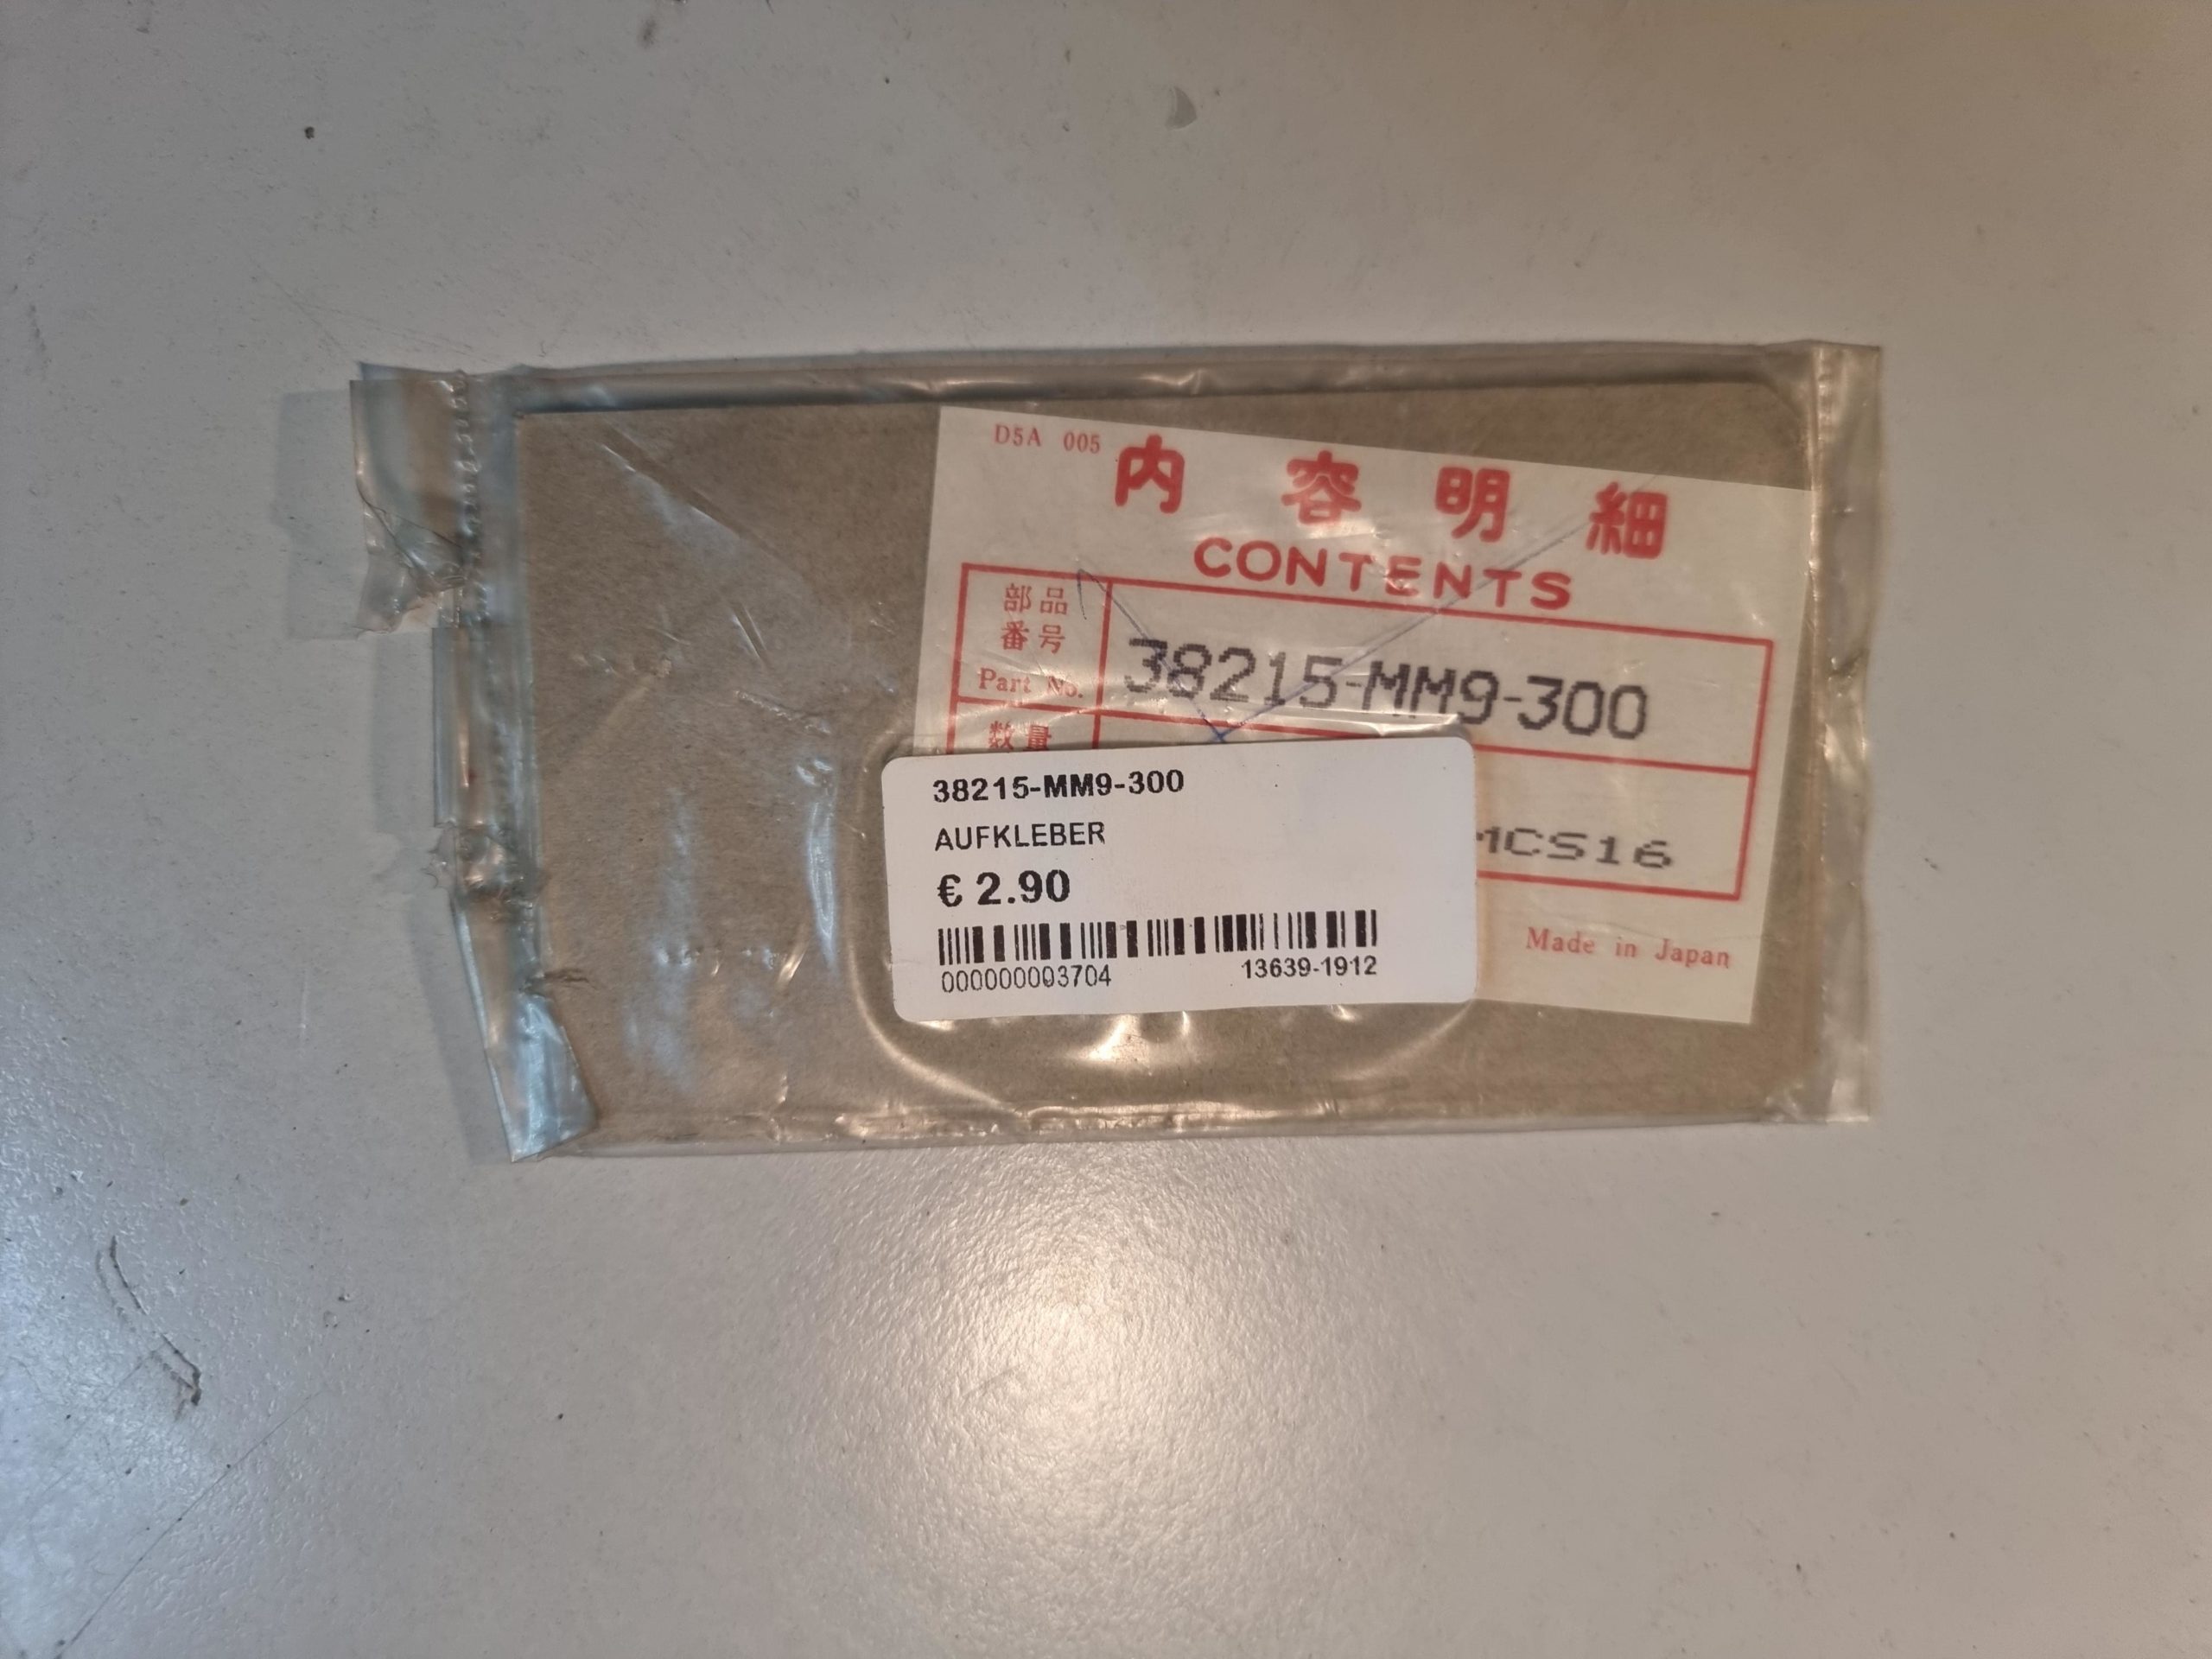 D5A 005
内容明細
CONTENTS
部品
番号
Part No.
38215-MM9-300
数量
MCS16
Made in Japan
38215-MM9-300
AUFKLEBER
€ 2.90
000000003704
13639-1912